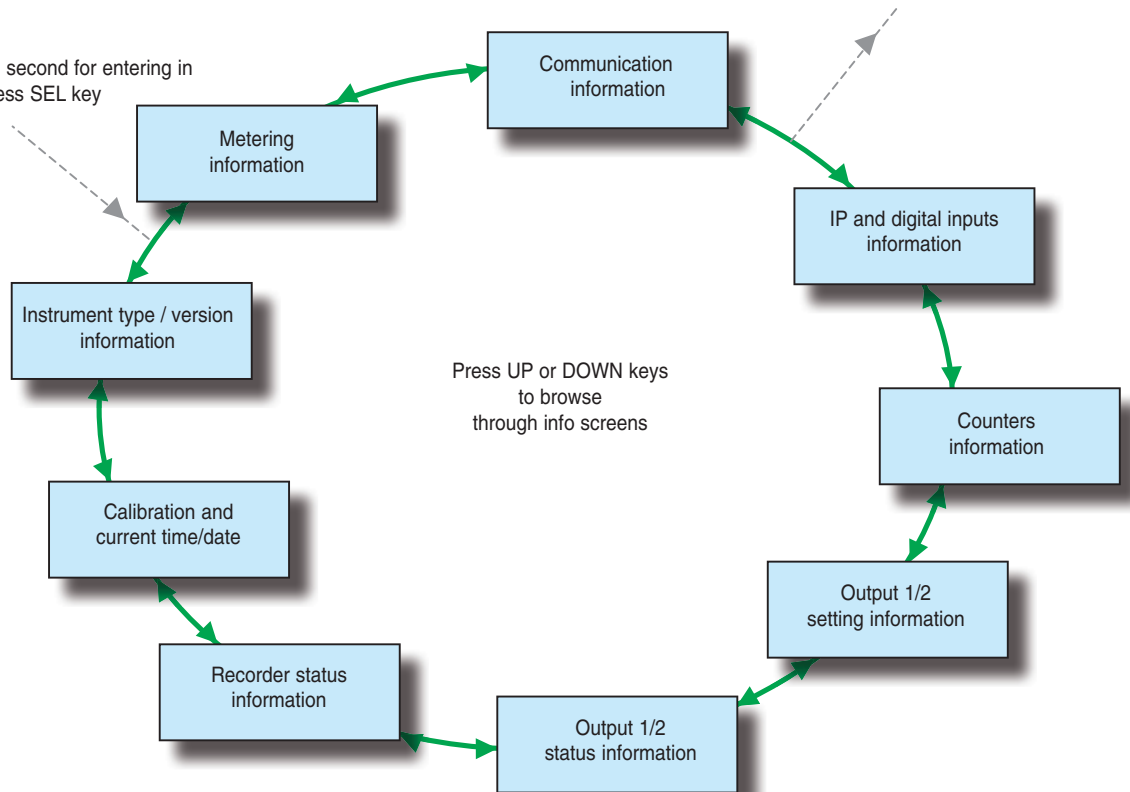 second for entering in
SEL key
Communication
information
Metering
information
IP and digital inputs
information
Instrument type / version
information
Press UP or DOWN keys
to browse
through info screens
Counters
information
Calibration and
current time/date
Output 1/2
setting information
Recorder status
information
Output 1/2
status information